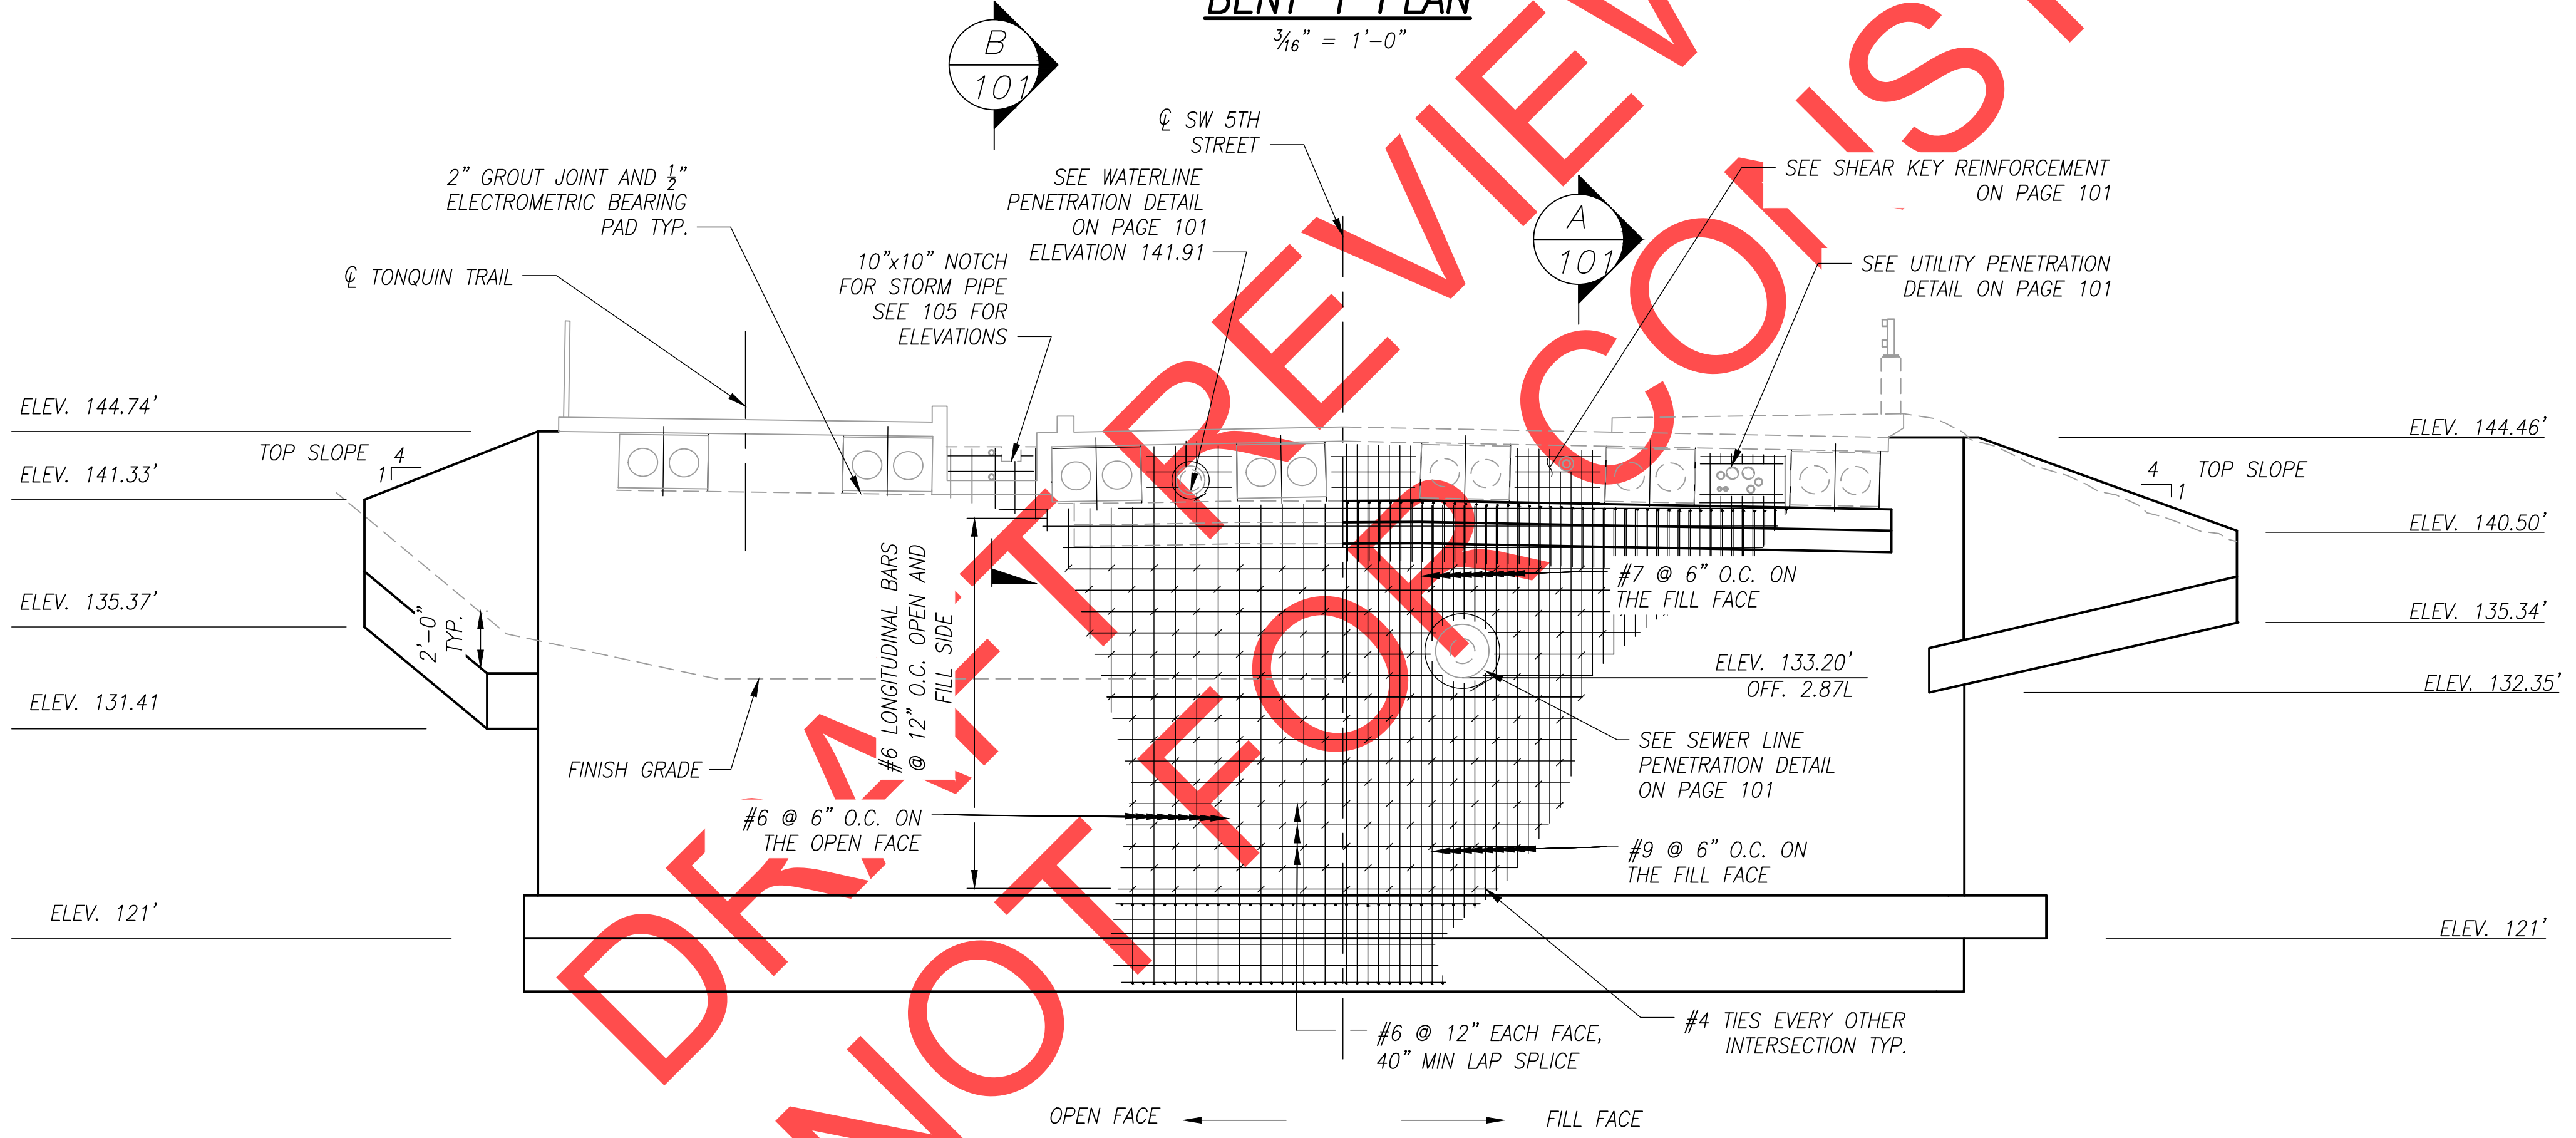 BENT 1 PLAN
3/16" = 1'-0"
B
101
℄ SW 5TH
STREET
2" GROUT JOINT AND 1/2"
ELECTROMETRIC BEARING
PAD TYP.
SEE WATERLINE
PENETRATION DETAIL
ON PAGE 101
ELEVATION 141.91
A
101
SEE SHEAR KEY REINFORCEMENT
ON PAGE 101
℄ TONQUIN TRAIL
10"x10" NOTCH
FOR STORM PIPE
SEE 105 FOR
ELEVATIONS
SEE UTILITY PENETRATION
DETAIL ON PAGE 101
ELEV. 144.74'
TOP SLOPE
4
1
ELEV. 141.33'
ELEV. 135.37'
ELEV. 131.41
ELEV. 121'
2'-0"
TYP.
FINISH GRADE
#6 LONGITUDINAL BARS
@ 12" O.C. OPEN AND
FILL SIDE
#6 @ 6" O.C. ON
THE OPEN FACE
#7 @ 6" O.C. ON
THE FILL FACE
ELEV. 133.20'
OFF. 2.87L
SEE SEWER LINE
PENETRATION DETAIL
ON PAGE 101
#9 @ 6" O.C. ON
THE FILL FACE
#6 @ 12" EACH FACE,
40" MIN LAP SPLICE
#4 TIES EVERY OTHER
INTERSECTION TYP.
ELEV. 144.46'
4
1
TOP SLOPE
ELEV. 140.50'
ELEV. 135.34'
ELEV. 132.35'
ELEV. 121'
OPEN FACE
FILL FACE
DRAFT REVIEW
NOT FOR CONST